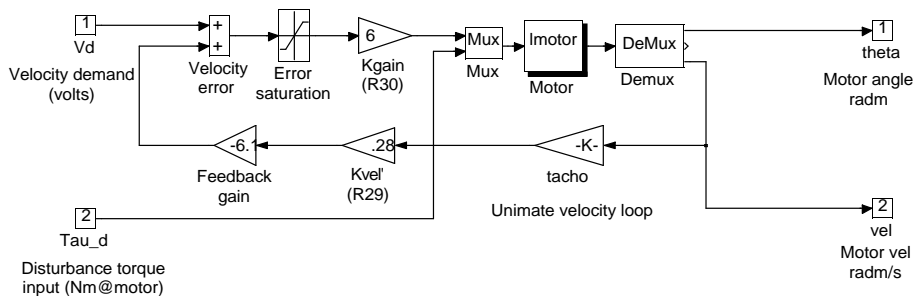 1
Vd
Velocity demand
(volts)
+
+
Velocity
error
Error
saturation
6
Kgain
(R30)
Mux
Mux
Imotor
Motor
DeMux
Demux
1
theta
Motor angle
radm
-6.1
Feedback
gain
.28
Kvel'
(R29)
-K-
tacho
Unimate velocity loop
2
Tau_d
Disturbance torque
input (Nm@motor)
2
vel
Motor vel
radm/s